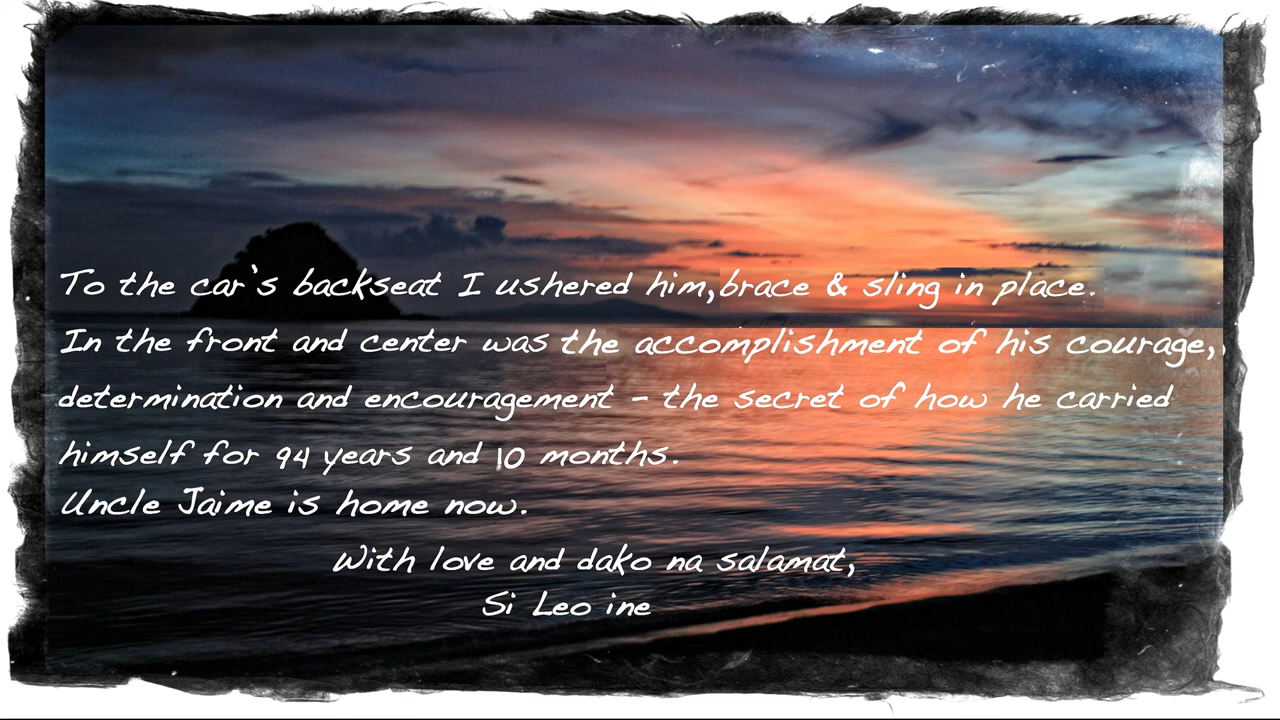 To the car's backseat I ushered him,brace & sling in place.
In the front and center was the accomplishment of his courage,
determination and encouragement - the secret of how he carried
himself for 94 years and 10 months.
Uncle Jaime is home now.
With love and dako na salamat,
Si Leo ine